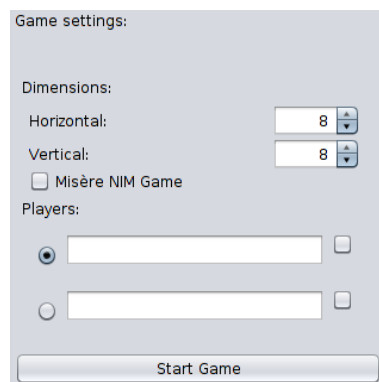 Game settings:
Dimensions:
Horizontal: 8
Vertical: 8
Misère NIM Game
Players:
Start Game